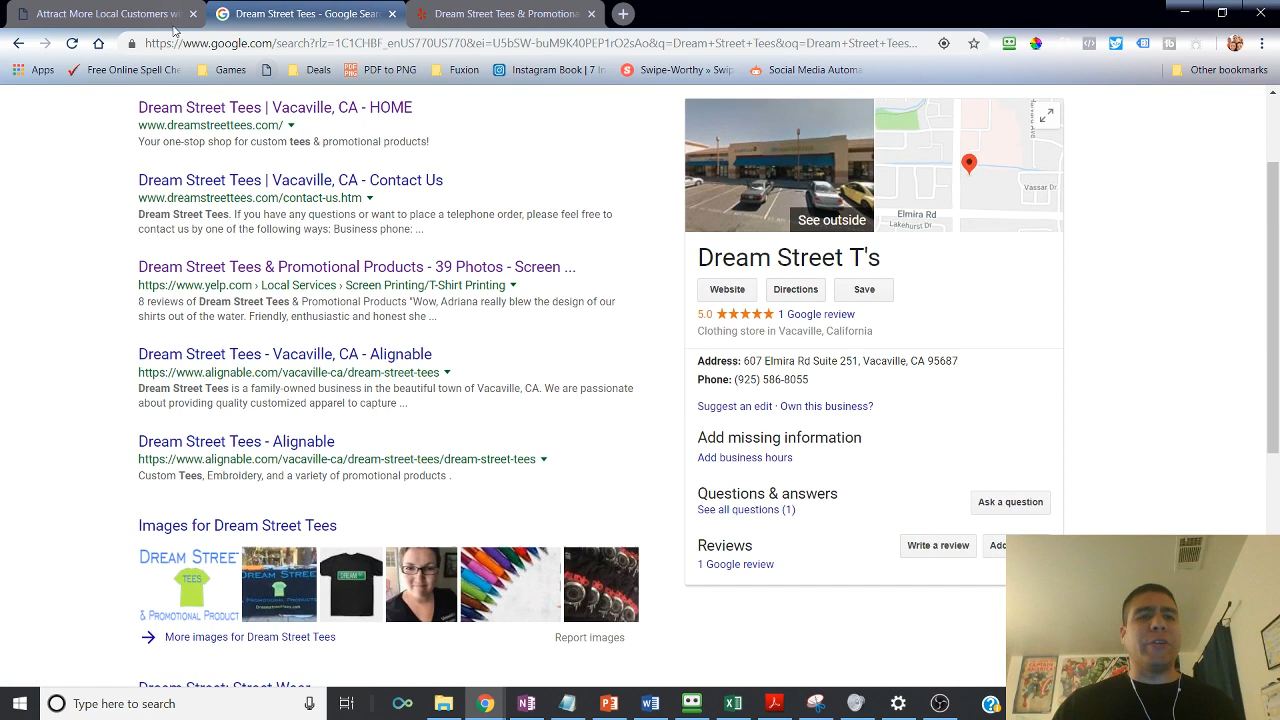 Attract More Local Customers wi
Dream Street Tees - Google Sear
Dream Street Tees & Promotiona
https://www.google.com/search?rlz=1C1CHBF_enUS770US770&ei=U5bSW-buM9K40PEP1rO2sAo&q=Dream+Street+Tees&oq=Dream+Street+Tees...
Apps
Free Online Spell Che
Games
Deals
PDF to PNG
Fuxion
Instagram Book | 7 In
Swipe-Worthy » Swip
Social Media Automa
Other bookmarks
Dream Street Tees | Vacaville, CA - HOME
www.dreamstreettees.com/
Your one-stop shop for custom tees & promotional products!
Dream Street Tees | Vacaville, CA - Contact Us
www.dreamstreettees.com/contact-us.htm
Dream Street Tees. If you have any questions or want to place a telephone order, please feel free to
contact us by one of the following ways: Business phone: ...
Dream Street Tees & Promotional Products - 39 Photos - Screen ...
https://www.yelp.com › Local Services › Screen Printing/T-Shirt Printing
8 reviews of Dream Street Tees & Promotional Products "Wow, Adriana really blew the design of our
shirts out of the water. Friendly, enthusiastic and honest she ...
Dream Street Tees - Vacaville, CA - Alignable
https://www.alignable.com/vacaville-ca/dream-street-tees
Dream Street Tees is a family-owned business in the beautiful town of Vacaville, CA. We are passionate
about providing quality customized apparel to capture ...
Dream Street Tees - Alignable
https://www.alignable.com/vacaville-ca/dream-street-tees/dream-street-tees
Custom Tees, Embroidery, and a variety of promotional products .
Images for Dream Street Tees
DREAM STREET
TEES
& PROMOTIONAL PRODUCT
DREAM STREE
DreamstreetTees.com
DREAM
More images for Dream Street Tees
Report images
See outside
Vassar Dr
Elmira Rd
Lakehurst Dr
Dream Street T's
Website
Directions
Save
5.0
1 Google review
Clothing store in Vacaville, California
Address: 607 Elmira Rd Suite 251, Vacaville, CA 95687
Phone: (925) 586-8055
Suggest an edit · Own this business?
Add missing information
Add business hours
Questions & answers
See all questions (1)
Ask a question
Reviews
1 Google review
Write a review
Add
CAPTAIN AMERICA
Type here to search